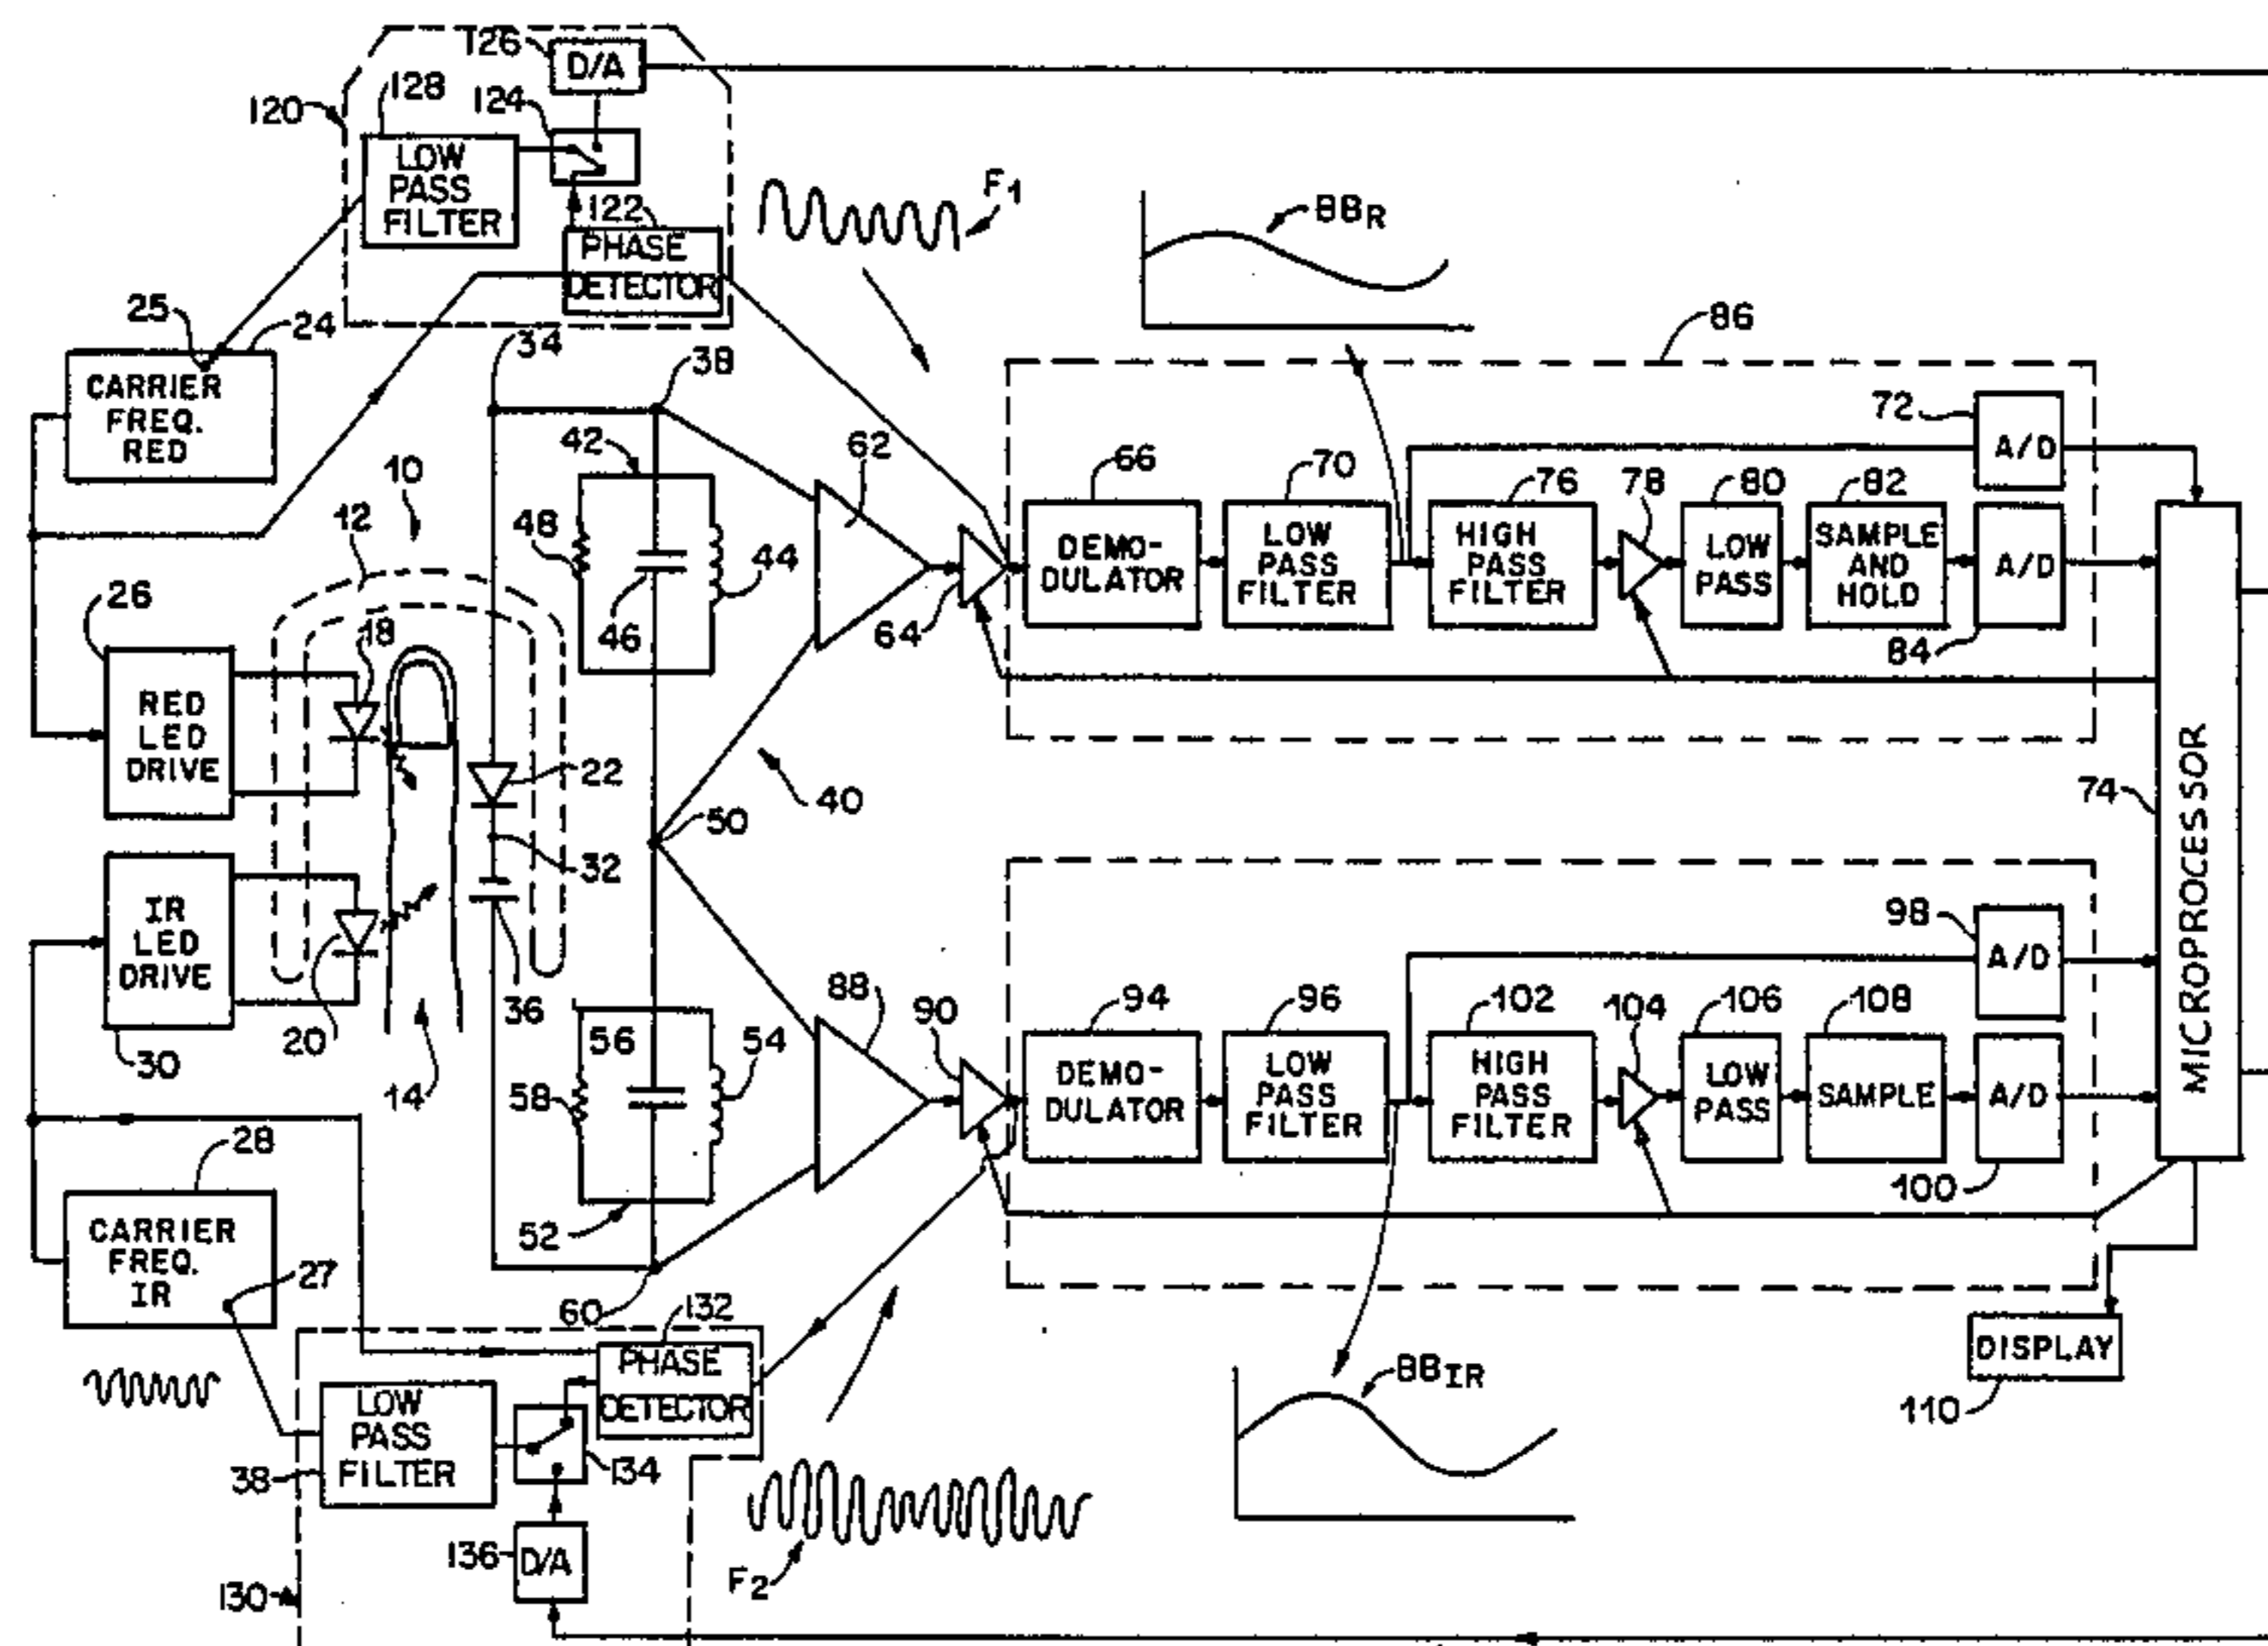 126
D/A
128
124
120
LOW
PASS
FILTER
122
PHASE
DETECTOR
F1
88R
25
24
34
38
86
CARRIER
FREQ.
RED
72
A/D
10
42
62
66
70
76
78
80
82
12
48
44
46
64
DEMO-
DULATOR
LOW
PASS
FILTER
HIGH
PASS
FILTER
LOW
PASS
SAMPLE
AND
HOLD
A/D
84
26
18
RED
LED
DRIVE
22
40
50
32
74
MICROPROCESSOR
IR
LED
DRIVE
98
A/D
20
36
88
90
94
96
102
104
106
108
30
14
56
54
58
DEMO-
DULATOR
LOW
PASS
FILTER
HIGH
PASS
FILTER
LOW
PASS
SAMPLE
A/D
100
28
52
CARRIER
FREQ.
IR
27
60
132
PHASE
DETECTOR
88IR
DISPLAY
110
LOW
PASS
FILTER
38
134
136
D/A
F2
130